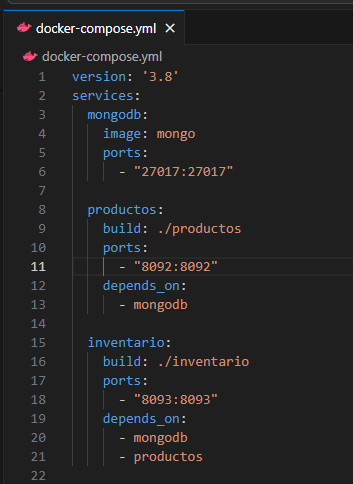 docker-compose.yml
docker-compose.yml
1 version: '3.8'
2 services:
3   mongodb:
4     image: mongo
5     ports:
6       - "27017:27017"
7
8   productos:
9     build: ./productos
10     ports:
11       - "8092:8092"
12     depends_on:
13       - mongodb
14
15   inventario:
16     build: ./inventario
17     ports:
18       - "8093:8093"
19     depends_on:
20       - mongodb
21       - productos
22